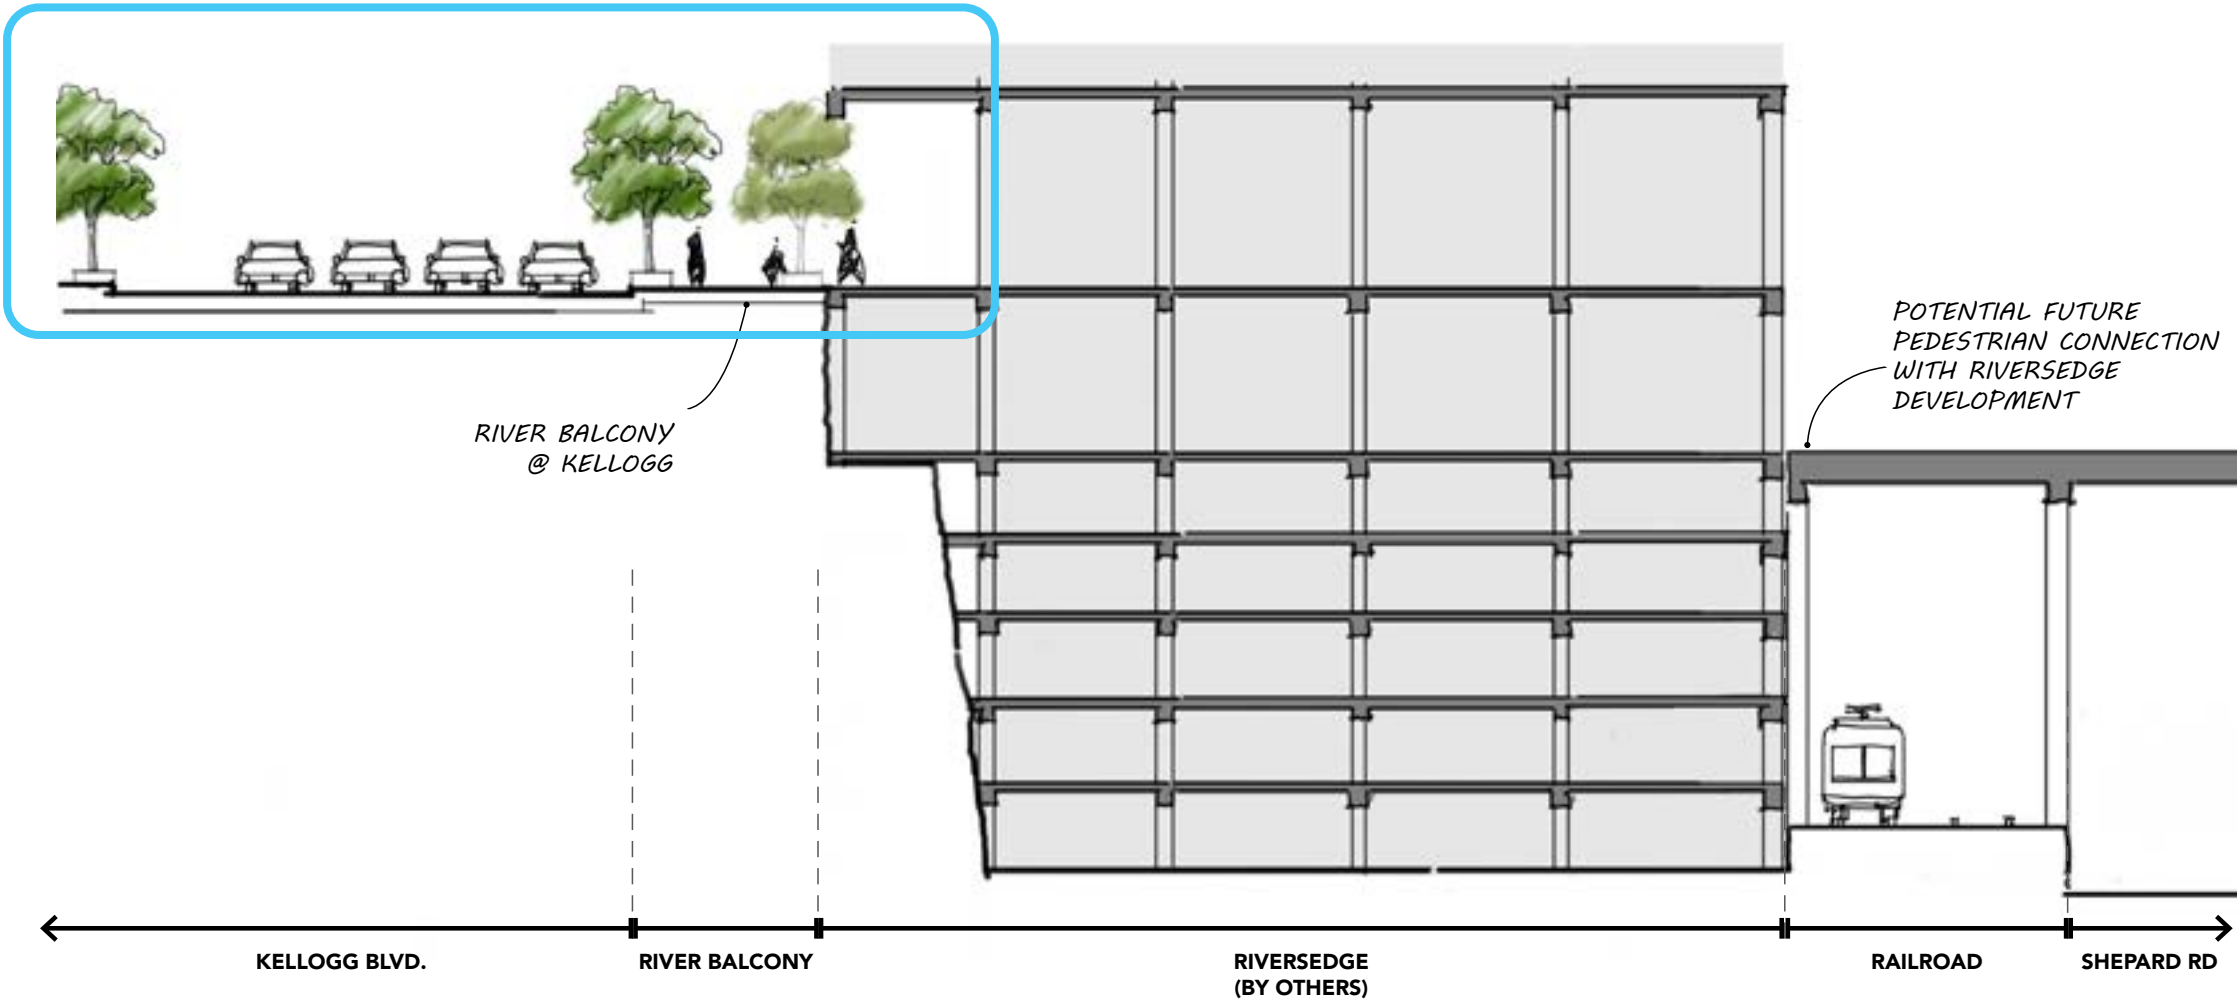 POTENTIAL FUTURE
PEDESTRIAN CONNECTION
WITH RIVERSEDGE
DEVELOPMENT
RIVER BALCONY
@ KELLOGG
KELLOGG BLVD.
RIVER BALCONY
RIVERSEDGE
(BY OTHERS)
RAILROAD
SHEPARD RD